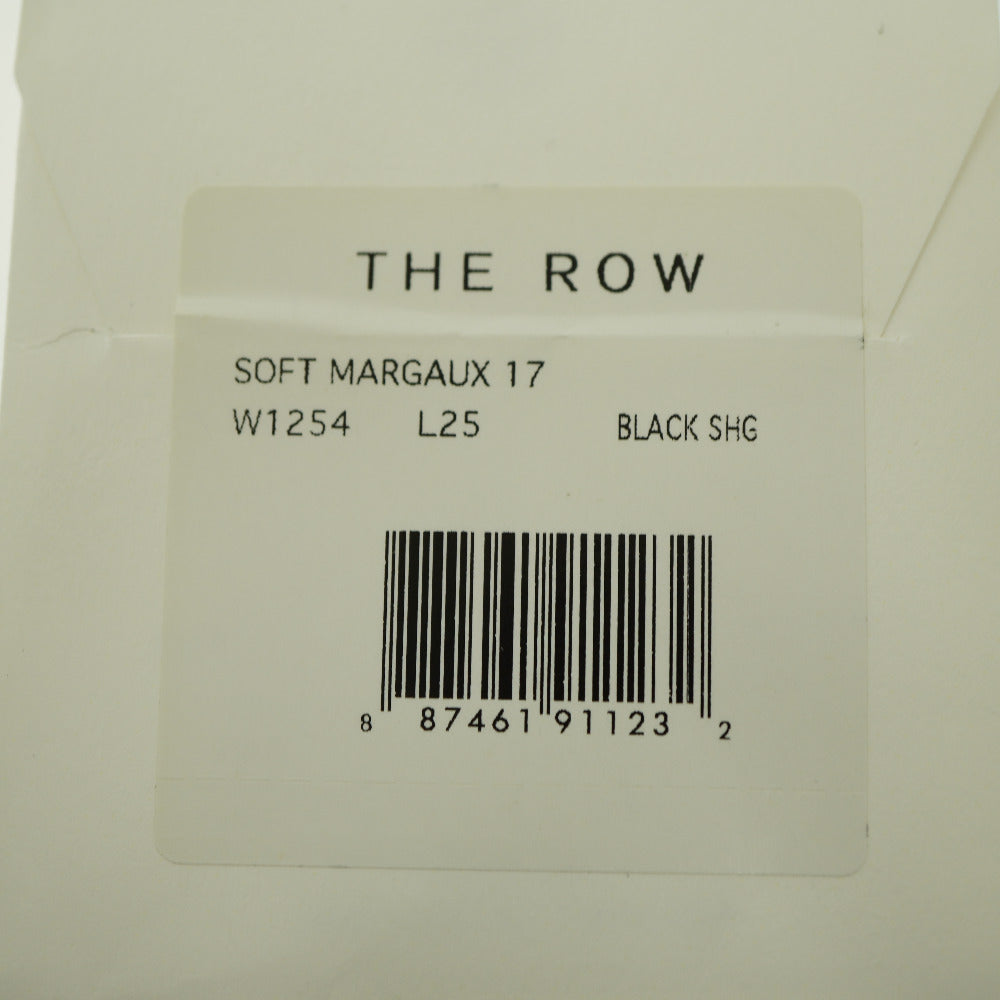 THE ROW
SOFT MARGAUX 17
W1254 L25 BLACK SHG
8 87461 91123 2